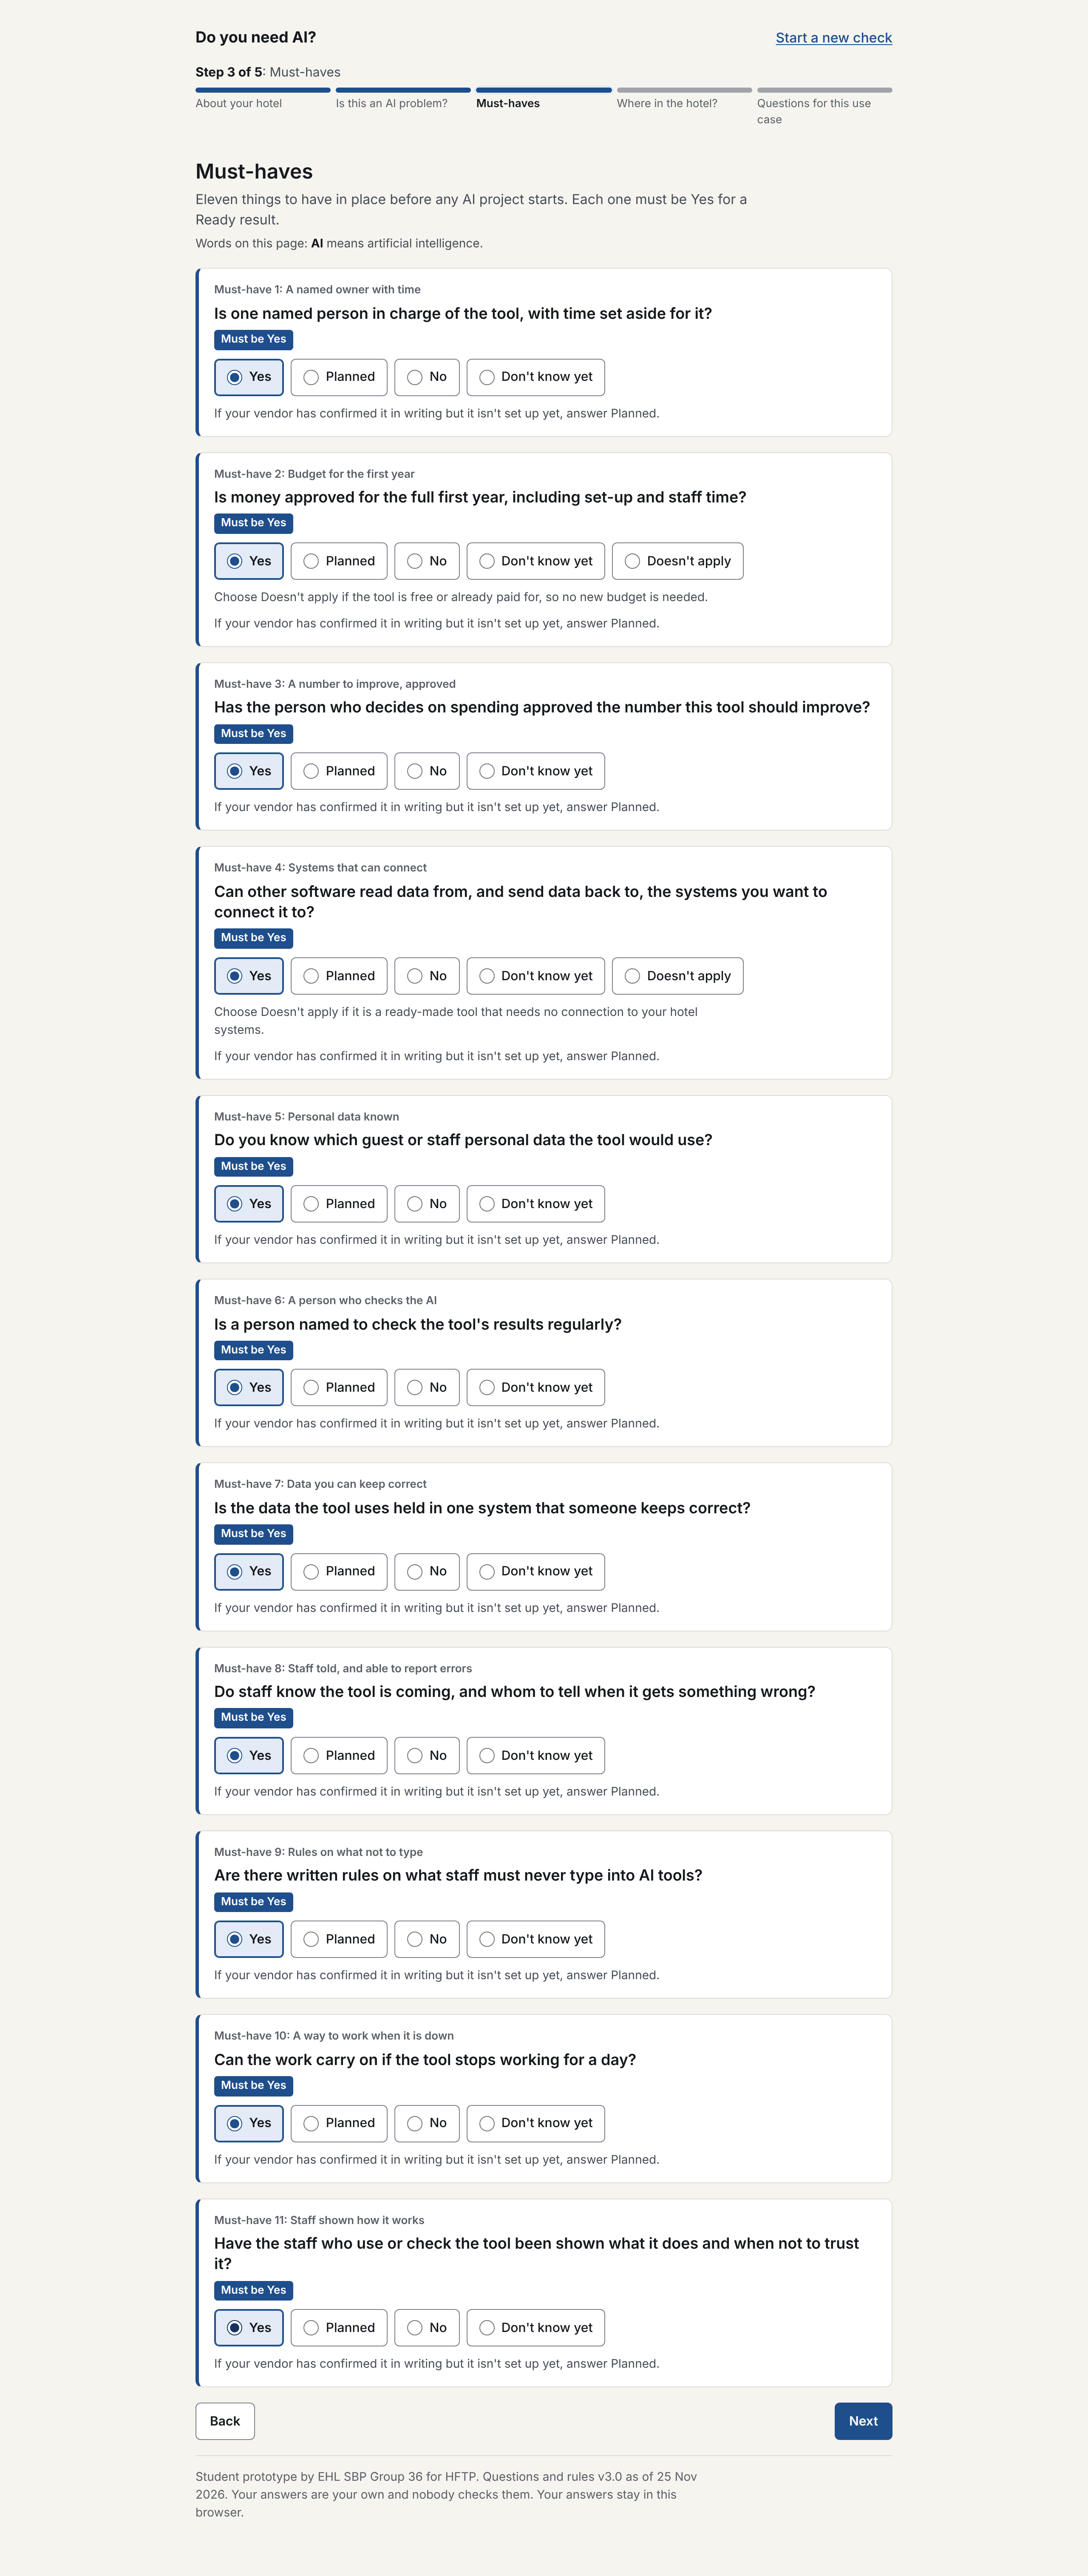 Do you need AI?
Start a new check
Step 3 of 5: Must-haves
About your hotel
Is this an AI problem?
Must-haves
Where in the hotel?
Questions for this use
case
Must-haves
Eleven things to have in place before any AI project starts. Each one must be Yes for a
Ready result.
Words on this page: AI means artificial intelligence.
Must-have 1: A named owner with time
Is one named person in charge of the tool, with time set aside for it?
Must be Yes
Yes Planned No Don't know yet
If your vendor has confirmed it in writing but it isn't set up yet, answer Planned.
Must-have 2: Budget for the first year
Is money approved for the full first year, including set-up and staff time?
Must be Yes
Yes Planned No Don't know yet Doesn't apply
Choose Doesn't apply if the tool is free or already paid for, so no new budget is needed.
If your vendor has confirmed it in writing but it isn't set up yet, answer Planned.
Must-have 3: A number to improve, approved
Has the person who decides on spending approved the number this tool should improve?
Must be Yes
Yes Planned No Don't know yet
If your vendor has confirmed it in writing but it isn't set up yet, answer Planned.
Must-have 4: Systems that can connect
Can other software read data from, and send data back to, the systems you want to
connect it to?
Must be Yes
Yes Planned No Don't know yet Doesn't apply
Choose Doesn't apply if it is a ready-made tool that needs no connection to your hotel
systems.
If your vendor has confirmed it in writing but it isn't set up yet, answer Planned.
Must-have 5: Personal data known
Do you know which guest or staff personal data the tool would use?
Must be Yes
Yes Planned No Don't know yet
If your vendor has confirmed it in writing but it isn't set up yet, answer Planned.
Must-have 6: A person who checks the AI
Is a person named to check the tool's results regularly?
Must be Yes
Yes Planned No Don't know yet
If your vendor has confirmed it in writing but it isn't set up yet, answer Planned.
Must-have 7: Data you can keep correct
Is the data the tool uses held in one system that someone keeps correct?
Must be Yes
Yes Planned No Don't know yet
If your vendor has confirmed it in writing but it isn't set up yet, answer Planned.
Must-have 8: Staff told, and able to report errors
Do staff know the tool is coming, and whom to tell when it gets something wrong?
Must be Yes
Yes Planned No Don't know yet
If your vendor has confirmed it in writing but it isn't set up yet, answer Planned.
Must-have 9: Rules on what not to type
Are there written rules on what staff must never type into AI tools?
Must be Yes
Yes Planned No Don't know yet
If your vendor has confirmed it in writing but it isn't set up yet, answer Planned.
Must-have 10: A way to work when it is down
Can the work carry on if the tool stops working for a day?
Must be Yes
Yes Planned No Don't know yet
If your vendor has confirmed it in writing but it isn't set up yet, answer Planned.
Must-have 11: Staff shown how it works
Have the staff who use or check the tool been shown what it does and when not to trust
it?
Must be Yes
Yes Planned No Don't know yet
If your vendor has confirmed it in writing but it isn't set up yet, answer Planned.
Back
Next
Student prototype by EHL SBP Group 36 for HFTP. Questions and rules v3.0 as of 25 Nov
2026. Your answers are your own and nobody checks them. Your answers stay in this
browser.